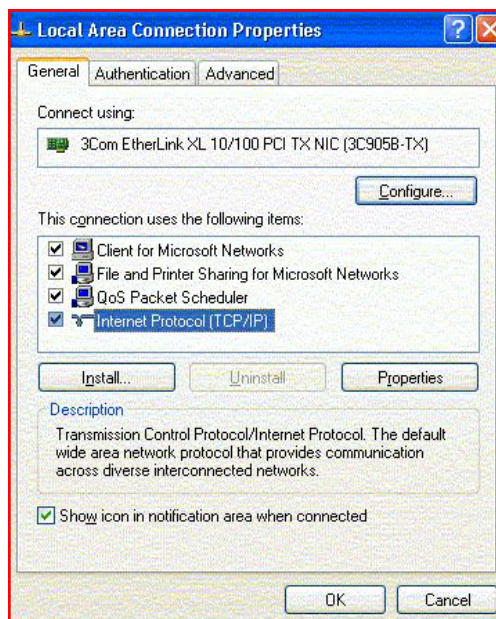 Local Area Connection Properties
General Authentication Advanced
Connect using:
3Com EtherLink XL 10/100 PCI TX NIC (3C905B-TX)
Configure...
This connection uses the following items:
Client for Microsoft Networks
File and Printer Sharing for Microsoft Networks
QoS Packet Scheduler
Internet Protocol (TCP/IP)
Install... Uninstall Properties
Description
Transmission Control Protocol/Internet Protocol. The default
wide area network protocol that provides communication
across diverse interconnected networks.
Show icon in notification area when connected
OK Cancel